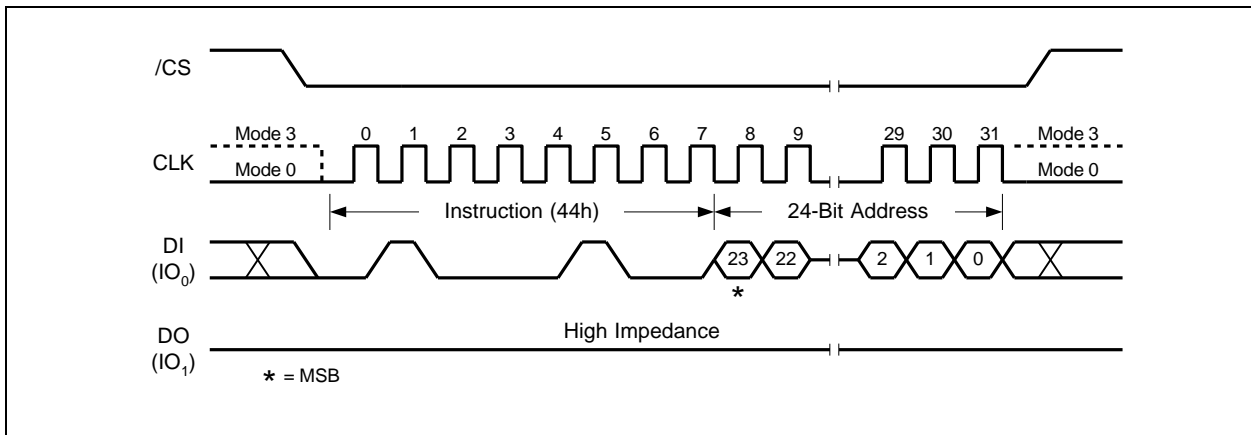 /CS
Mode 3 0 1 2 3 4 5 6 7 8 9 29 30 31 Mode 3
CLK
Mode 0 Mode 0
Instruction (44h) 24-Bit Address
DI
(IO0)
23 22 2 1 0
*
High Impedance
DO
(IO1)
* = MSB